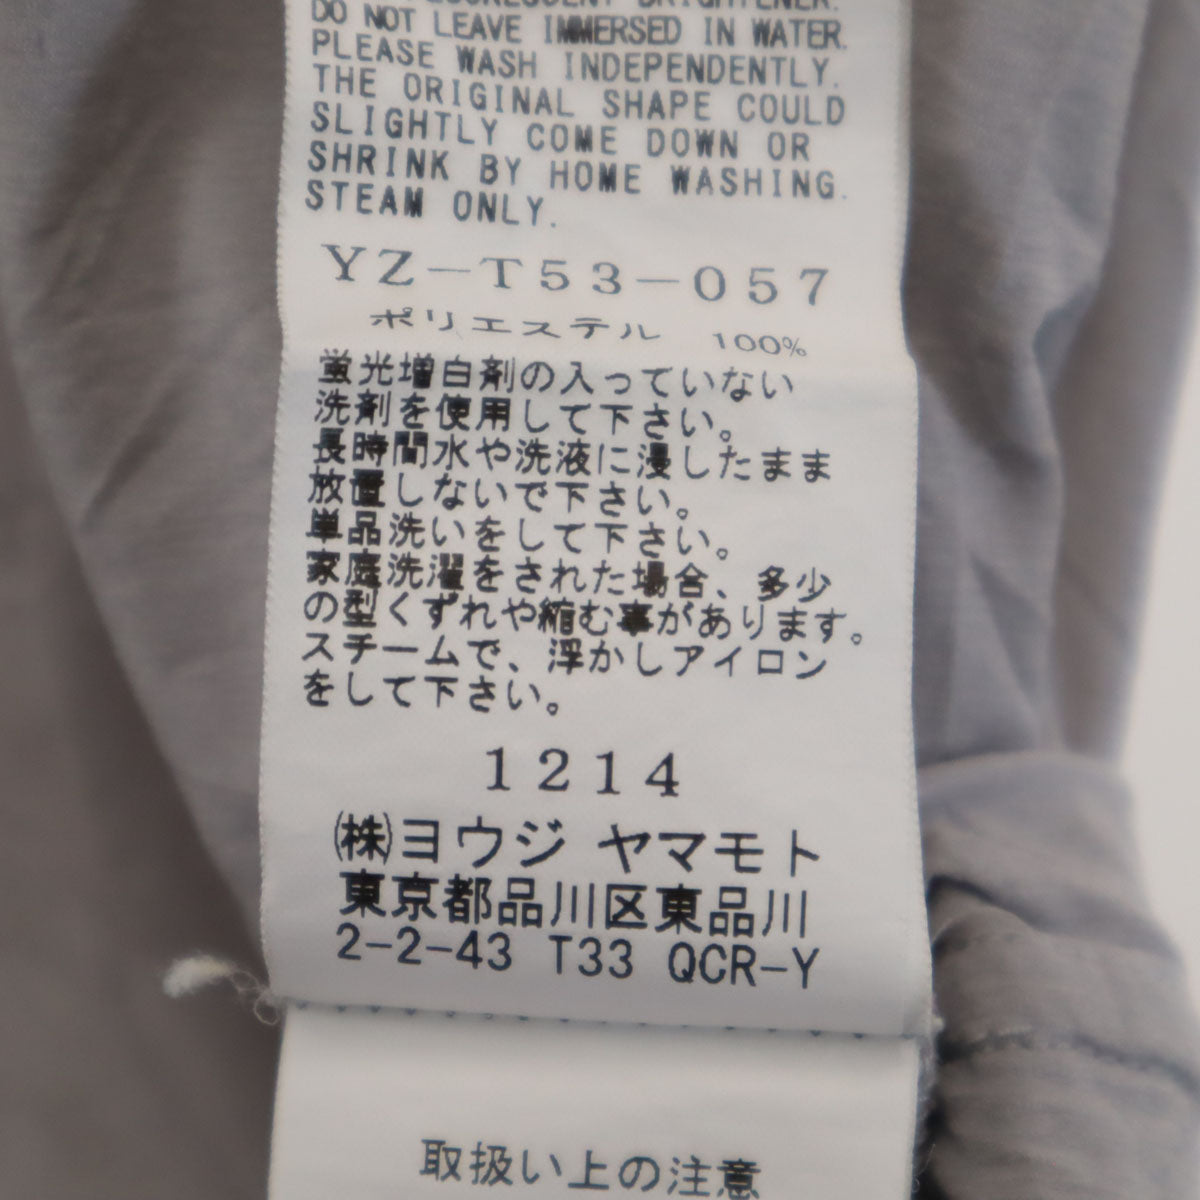 FLUORESCENT BRIGHTENER.
DO NOT LEAVE IMMERSED IN WATER.
PLEASE WASH INDEPENDENTLY.
THE ORIGINAL SHAPE COULD
SLIGHTLY COME DOWN OR
SHRINK BY HOME WASHING.
STEAM ONLY.
YZ-T53-057
ポリエステル 100%
蛍光増白剤の入っていない
洗剤を使用して下さい。
長時間水や洗液に浸したまま
放置しないで下さい。
単品洗いをして下さい。
家庭洗濯をされた場合、多少
の型くずれや縮む事があります。
スチームで、浮かしアイロン
をして下さい。
1214
㈱ヨウジ ヤマモト
東京都品川区東品川
2-2-43 T33 QCR-Y
取扱い上の注意